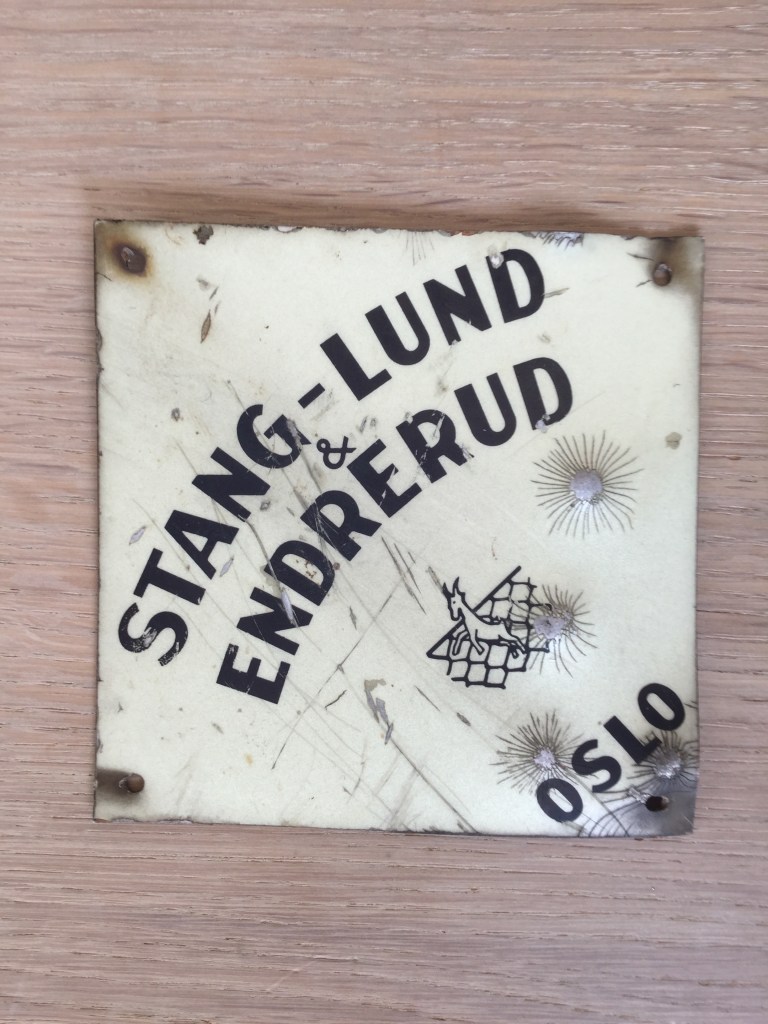 STANG-LUND
&
ENDRERUD
OSLO